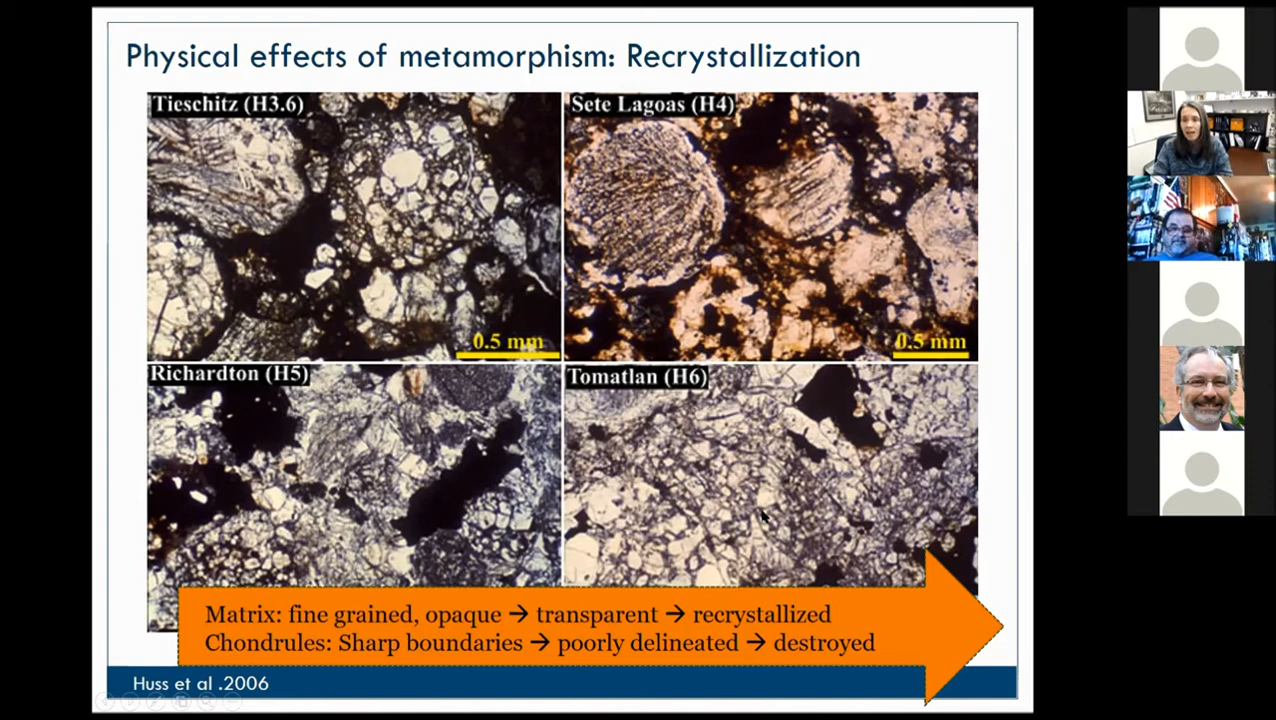 Physical effects of metamorphism: Recrystallization
Tieschitz (H3.6)
Sete Lagoas (H4)
0.5 mm
0.5 mm
Richardton (H5)
Tomatlan (H6)
Matrix: fine grained, opaque → transparent → recrystallized
Chondrules: Sharp boundaries → poorly delineated → destroyed
Huss et al .2006